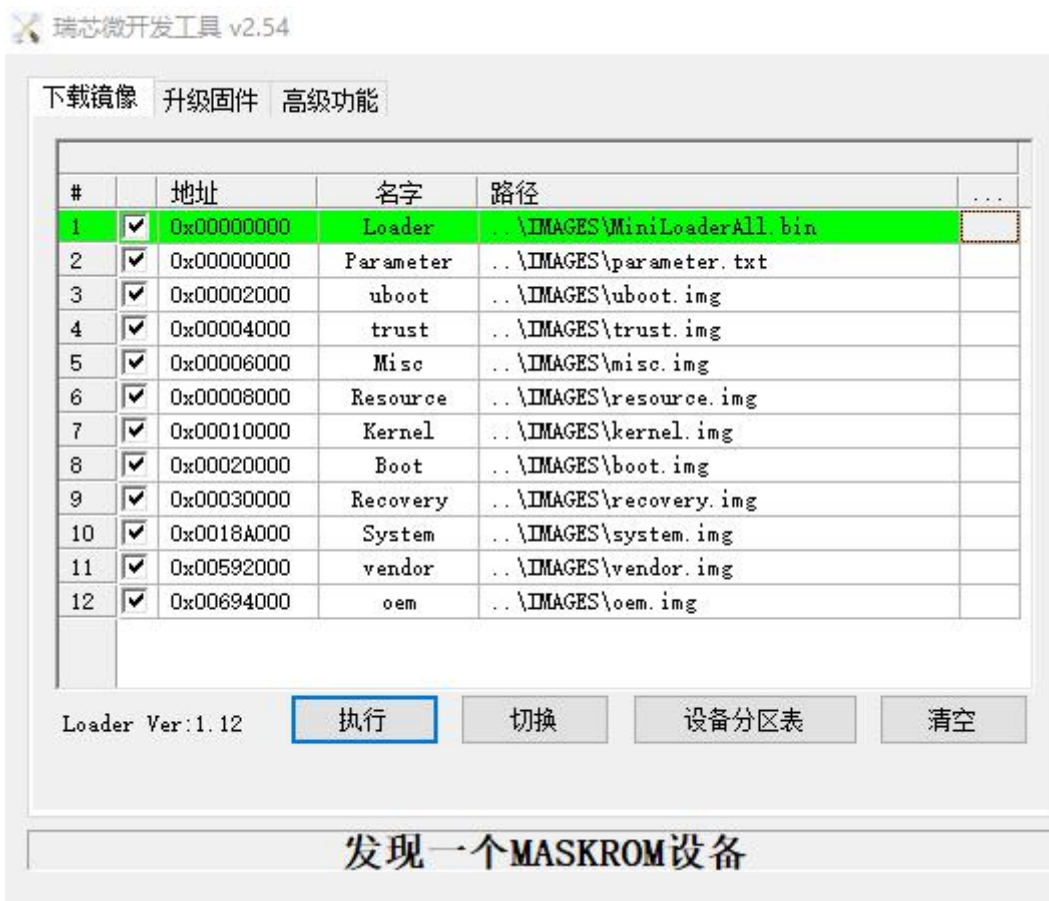 瑞芯微开发工具 v2.54
下载镜像 升级固件 高级功能
# 地址 名字 路径 ...
1 0x00000000 Loader ..\IMAGES\MiniLoaderAll.bin
2 0x00000000 Parameter ..\IMAGES\parameter.txt
3 0x00002000 uboot ..\IMAGES\uboot.img
4 0x00004000 trust ..\IMAGES\trust.img
5 0x00006000 Misc ..\IMAGES\misc.img
6 0x00008000 Resource ..\IMAGES\resource.img
7 0x00010000 Kernel ..\IMAGES\kernel.img
8 0x00020000 Boot ..\IMAGES\boot.img
9 0x00030000 Recovery ..\IMAGES\recovery.img
10 0x0018A000 System ..\IMAGES\system.img
11 0x00592000 vendor ..\IMAGES\vendor.img
12 0x00694000 oem ..\IMAGES\oem.img
Loader Ver:1.12 执行 切换 设备分区表 清空
发现一个MASKROM设备